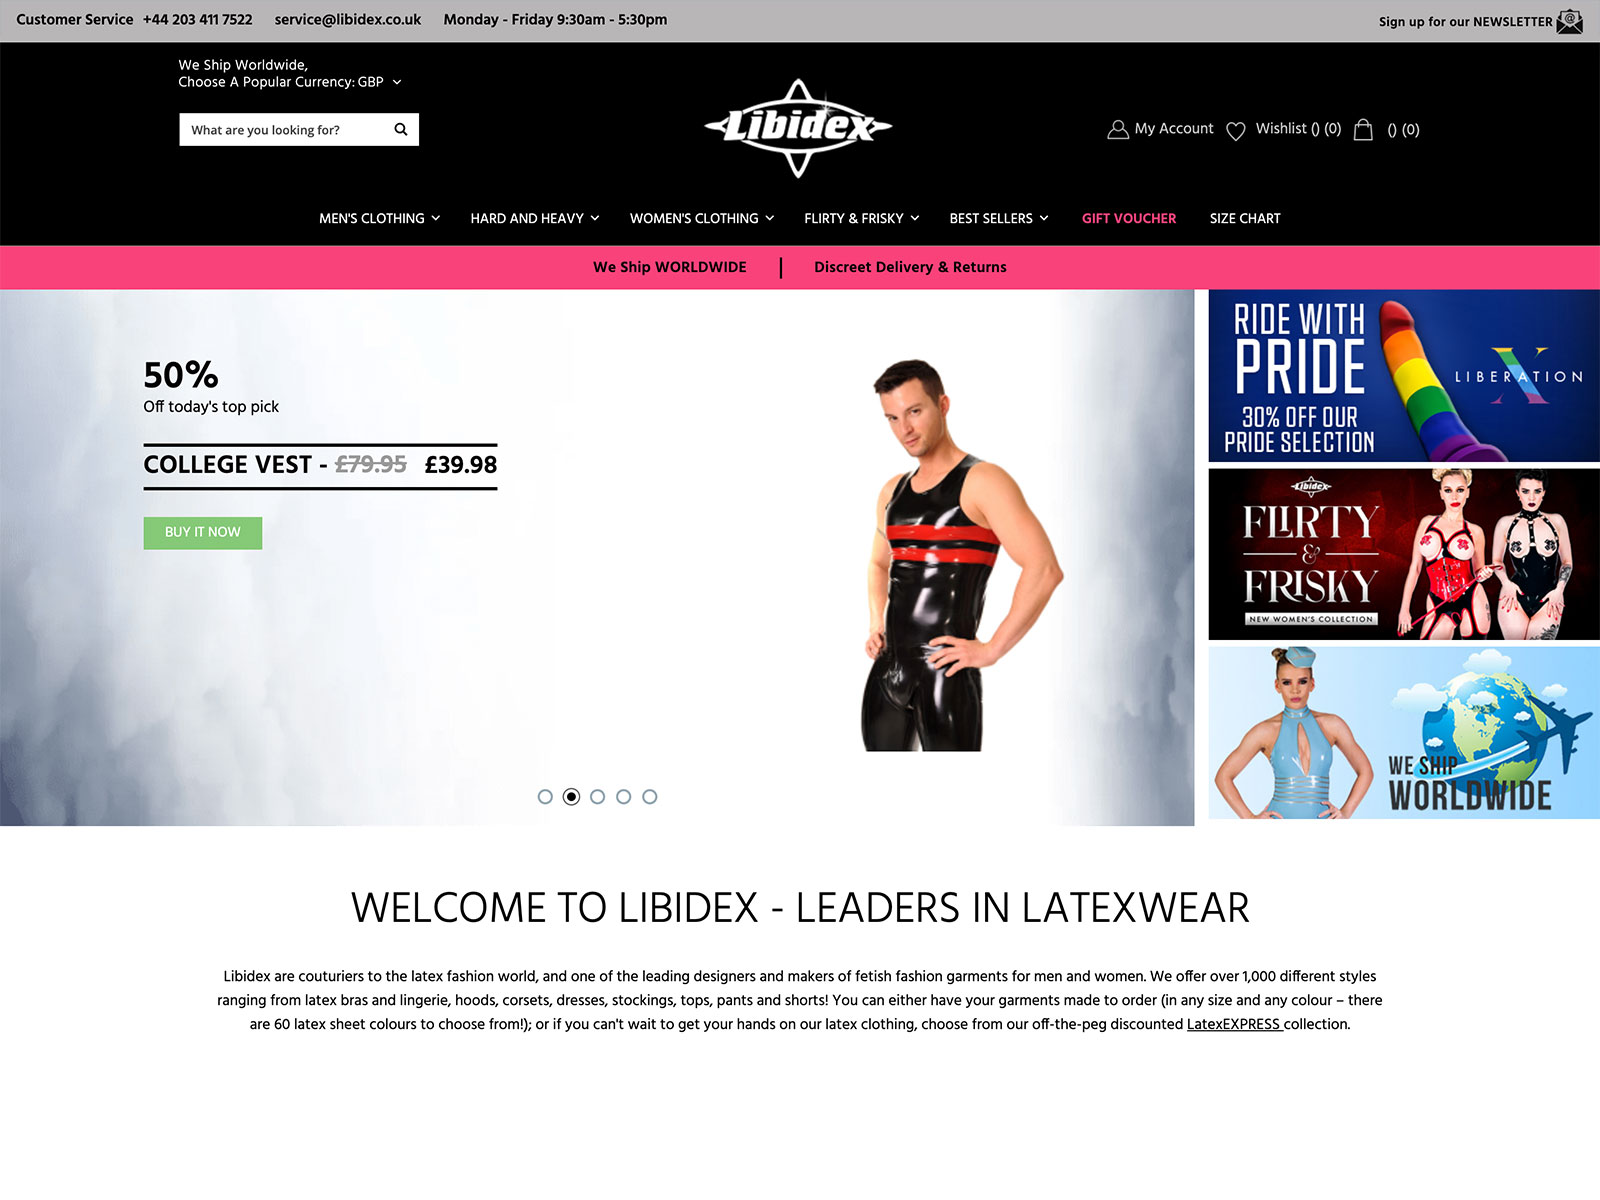 Customer Service +44 203 411 7522 service@libidex.co.uk Monday - Friday 9:30am - 5:30pm
Sign up for our NEWSLETTER
We Ship Worldwide,
Choose A Popular Currency: GBP
What are you looking for?
Libidex
My Account Wishlist () (0) () (0)
MEN'S CLOTHING HARD AND HEAVY WOMEN'S CLOTHING FLIRTY & FRISKY BEST SELLERS GIFT VOUCHER SIZE CHART
We Ship WORLDWIDE | Discreet Delivery & Returns
50%
Off today's top pick
COLLEGE VEST - £79.95 £39.98
BUY IT NOW
RIDE WITH
PRIDE
30% OFF OUR
PRIDE SELECTION
X
LIBERATION
Libidex
FLIRTY
&
FRISKY
NEW WOMEN'S COLLECTION
WE SHIP
WORLDWIDE
WELCOME TO LIBIDEX - LEADERS IN LATEXWEAR
Libidex are couturiers to the latex fashion world, and one of the leading designers and makers of fetish fashion garments for men and women. We offer over 1,000 different styles
ranging from latex bras and lingerie, hoods, corsets, dresses, stockings, tops, pants and shorts! You can either have your garments made to order (in any size and any colour – there
are 60 latex sheet colours to choose from!); or if you can't wait to get your hands on our latex clothing, choose from our off-the-peg discounted LatexEXPRESS collection.